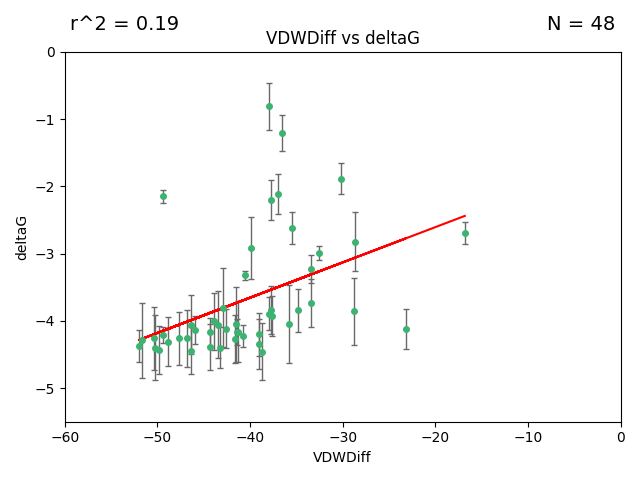 r^2 = 0.19
N = 48
VDWDiff vs deltaG
0
−1
−2
−3
−4
−5
deltaG
−60
−50
−40
−30
−20
−10
0
VDWDiff